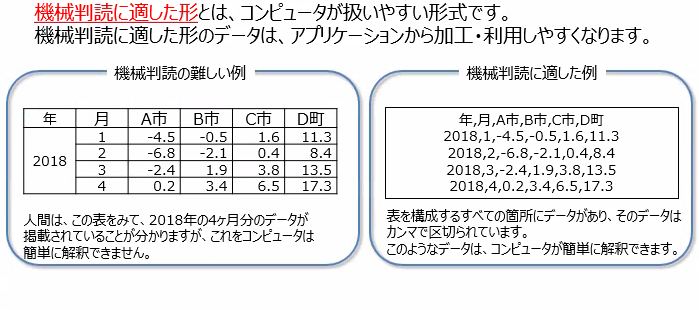 機械判読に適した形とは、コンピュータが扱いやすい形式です。
機械判読に適した形のデータは、アプリケーションから加工・利用しやすくなります。
機械判読の難しい例
年 月 A市 B市 C市 D町
2018 1 -4.5 -0.5 1.6 11.3
2 -6.8 -2.1 0.4 8.4
3 -2.4 1.9 3.8 13.5
4 0.2 3.4 6.5 17.3
人間は、この表をみて、2018年の4ヶ月分のデータが
掲載されていることが分かりますが、これをコンピュータは
簡単に解釈できません。
機械判読に適した例
年,月,A市,B市,C市,D町
2018,1,-4.5,-0.5,1.6,11.3
2018,2,-6.8,-2.1,0.4,8.4
2018,3,-2.4,1.9,3.8,13.5
2018,4,0.2,3.4,6.5,17.3
表を構成するすべての箇所にデータがあり、そのデータは
カンマで区切られています。
このようなデータは、コンピュータが簡単に解釈できます。